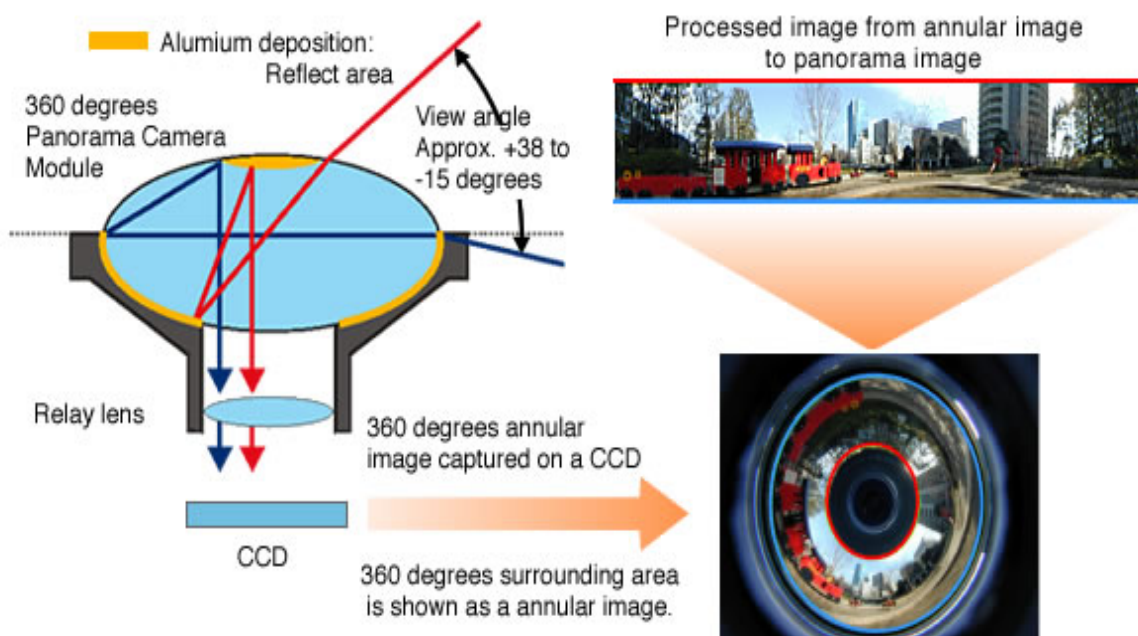 Alumium deposition:
Reflect area
360 degrees
Panorama Camera
Module
View angle
Approx. +38 to
-15 degrees
Processed image from annular image
to panorama image
Relay lens
360 degrees annular
image captured on a CCD
CCD
360 degrees surrounding area
is shown as a annular image.